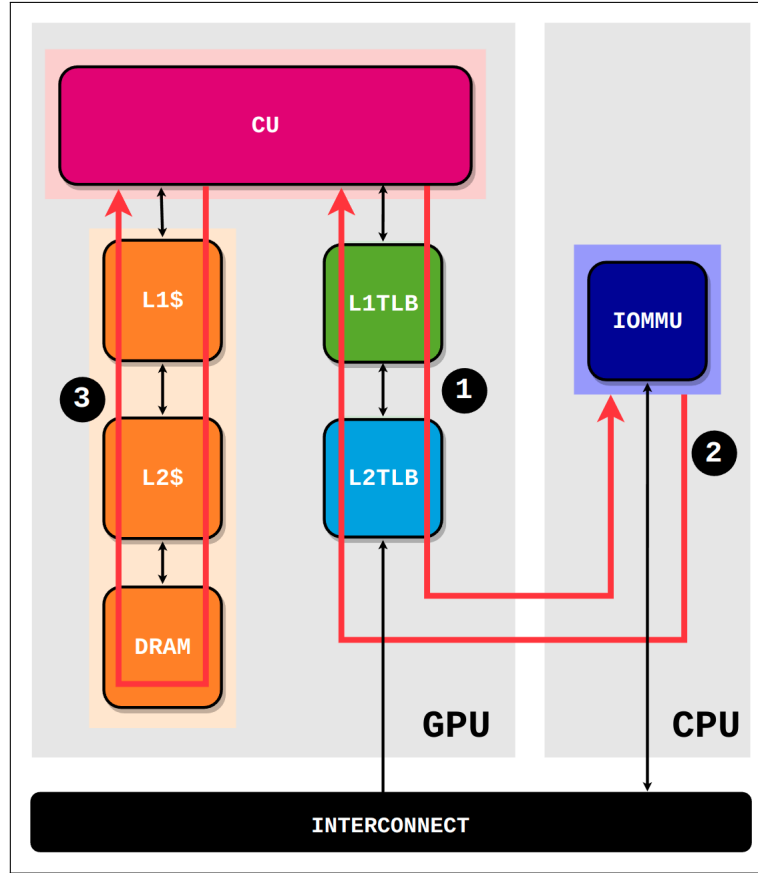 CU
L1$
L1TLB
IOMMU
3
1
2
L2$
L2TLB
DRAM
GPU
CPU
INTERCONNECT